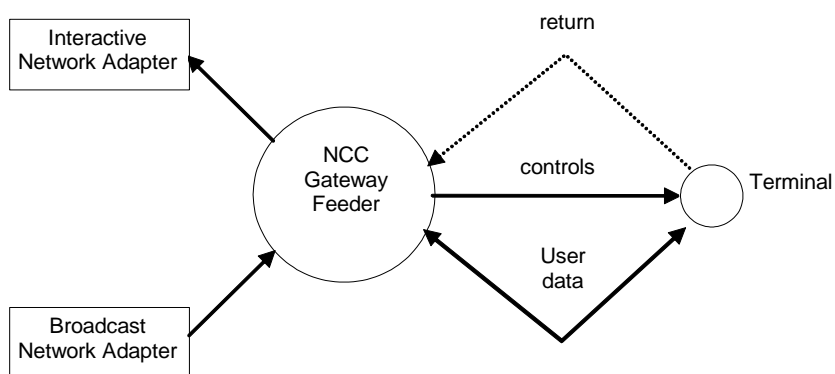 return
Interactive
Network Adapter
NCC
Gateway
Feeder
controls
Terminal
User
data
Broadcast
Network Adapter